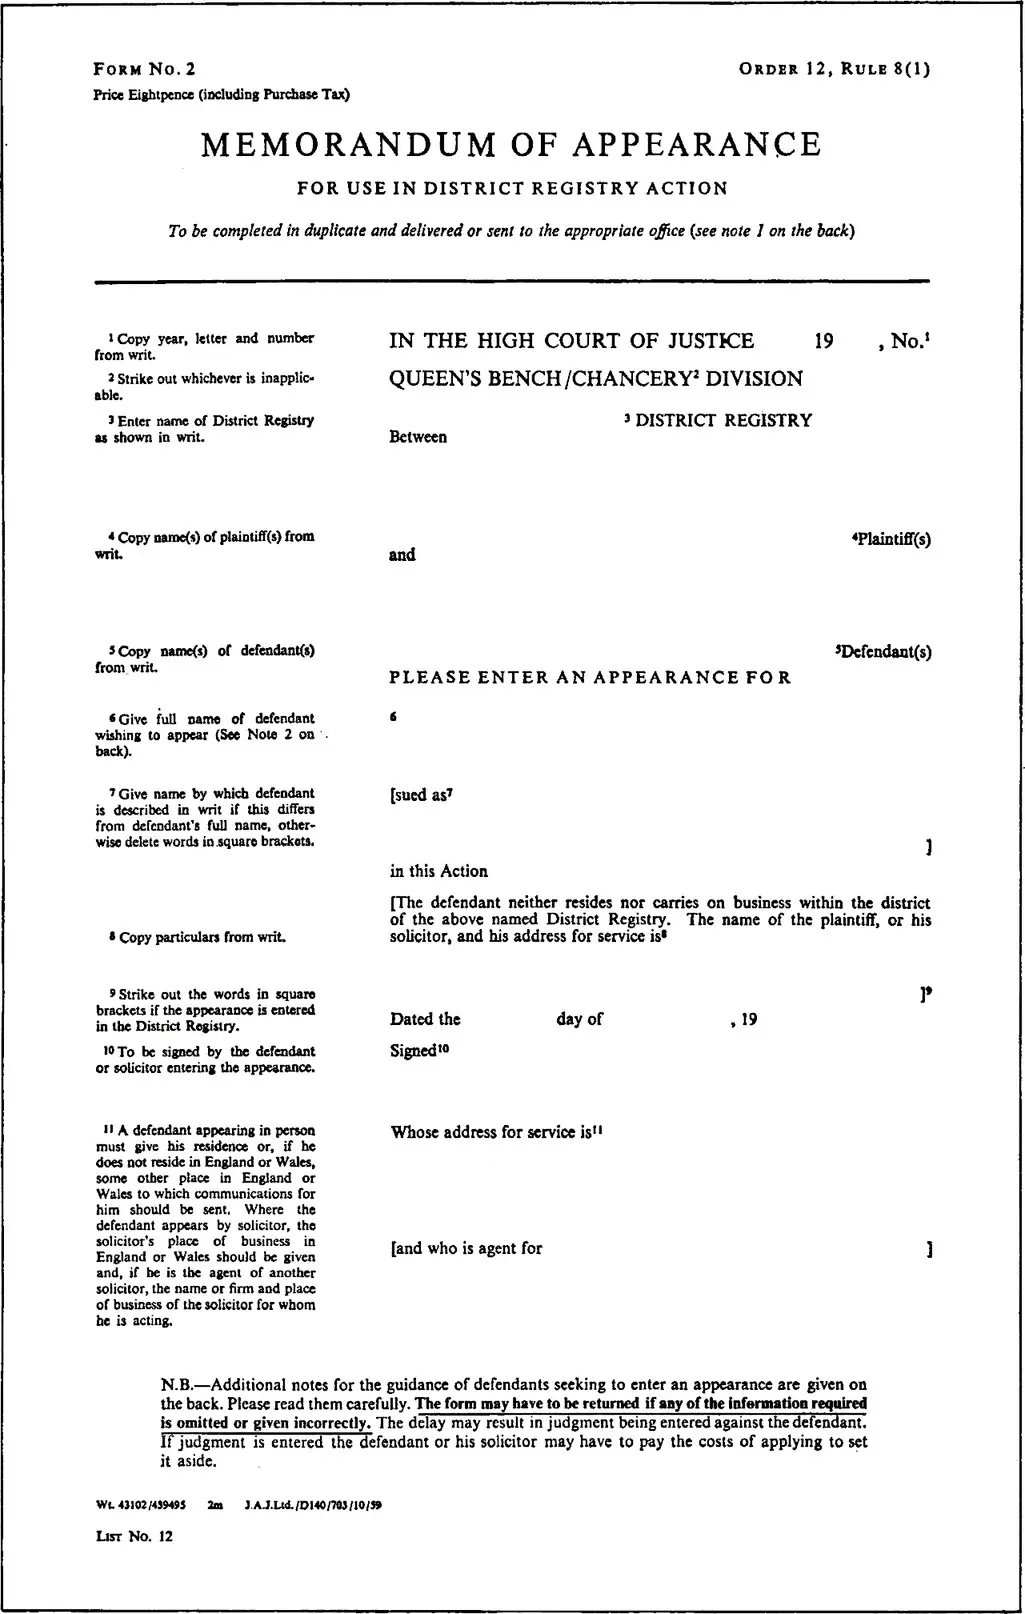 FORM NO. 2
ORDER 12, RULE 8(1)
Price Eightpence (including Purchase Tax)
MEMORANDUM OF APPEARANCE
FOR USE IN DISTRICT REGISTRY ACTION
To be completed in duplicate and delivered or sent to the appropriate office (see note 1 on the back)
1 Copy year, letter and number
from writ.
IN THE HIGH COURT OF JUSTICE 19 , No.1
2 Strike out whichever is inapplic-
able.
QUEEN'S BENCH/CHANCERY2 DIVISION
3 Enter name of District Registry
as shown in writ.
3 DISTRICT REGISTRY
Between
4 Copy name(s) of plaintiff(s) from
writ.
4Plaintiff(s)
and
5 Copy name(s) of defendant(s)
from writ.
5Defendant(s)
PLEASE ENTER AN APPEARANCE FOR
6 Give full name of defendant
wishing to appear (See Note 2 on
back).
6
7 Give name by which defendant
is described in writ if this differs
from defendant's full name, other-
wise delete words in square brackets.
[sued as7
]
in this Action
[The defendant neither resides nor carries on business within the district
of the above named District Registry. The name of the plaintiff, or his
solicitor, and his address for service is8
8 Copy particulars from writ.
]9
9 Strike out the words in square
brackets if the appearance is entered
in the District Registry.
Dated the day of , 19
10 To be signed by the defendant
or solicitor entering the appearance.
Signed10
11 A defendant appearing in person
must give his residence or, if he
does not reside in England or Wales,
some other place in England or
Wales to which communications for
him should be sent. Where the
defendant appears by solicitor, the
solicitor's place of business in
England or Wales should be given
and, if he is the agent of another
solicitor, the name or firm and place
of business of the solicitor for whom
he is acting.
Whose address for service is11
[and who is agent for ]
N.B.—Additional notes for the guidance of defendants seeking to enter an appearance are given on
the back. Please read them carefully. The form may have to be returned if any of the information required
is omitted or given incorrectly. The delay may result in judgment being entered against the defendant.
If judgment is entered the defendant or his solicitor may have to pay the costs of applying to set
it aside.
Wt. 43102/459495 2m J.A.J.Ltd./D140/703/10/59
LIST NO. 12